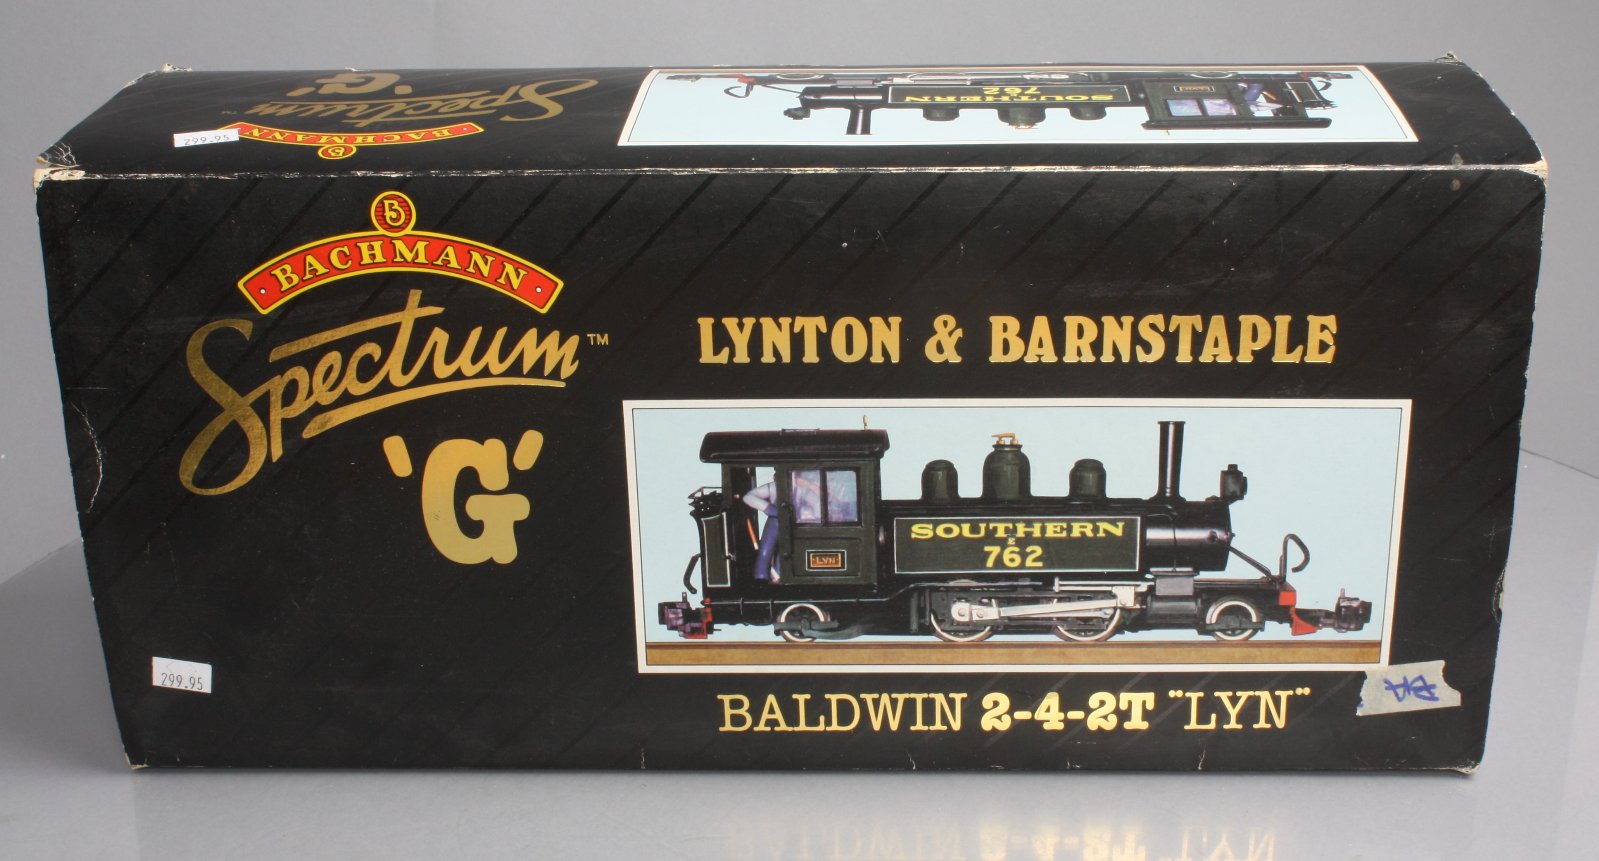 SOUTHERN
E
762
LYN
Spectrum™
'G'
BACHMANN
B
299.95
B
BACHMANN
Spectrum™
'G'
LYNTON & BARNSTAPLE
SOUTHERN
E
762
LYN
299.95
BALDWIN 2-4-2T "LYN"